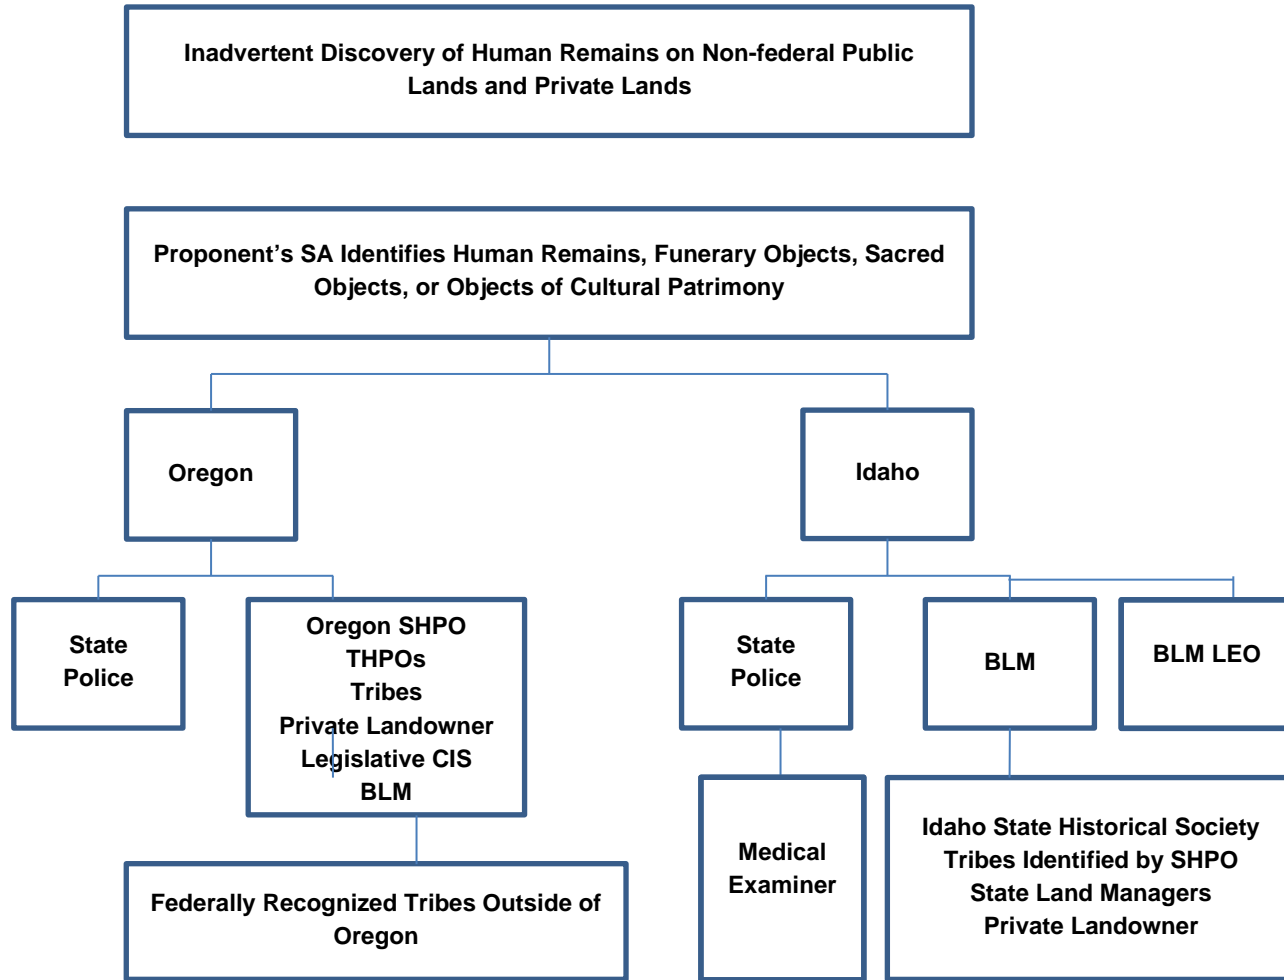 Inadvertent Discovery of Human Remains on Non-federal Public
Lands and Private Lands
Proponent’s SA Identifies Human Remains, Funerary Objects, Sacred
Objects, or Objects of Cultural Patrimony
Oregon
Idaho
State
Police
Oregon SHPO
THPOs
Tribes
Private Landowner
Legislative CIS
BLM
State
Police
BLM
BLM LEO
Federally Recognized Tribes Outside of
Oregon
Medical
Examiner
Idaho State Historical Society
Tribes Identified by SHPO
State Land Managers
Private Landowner